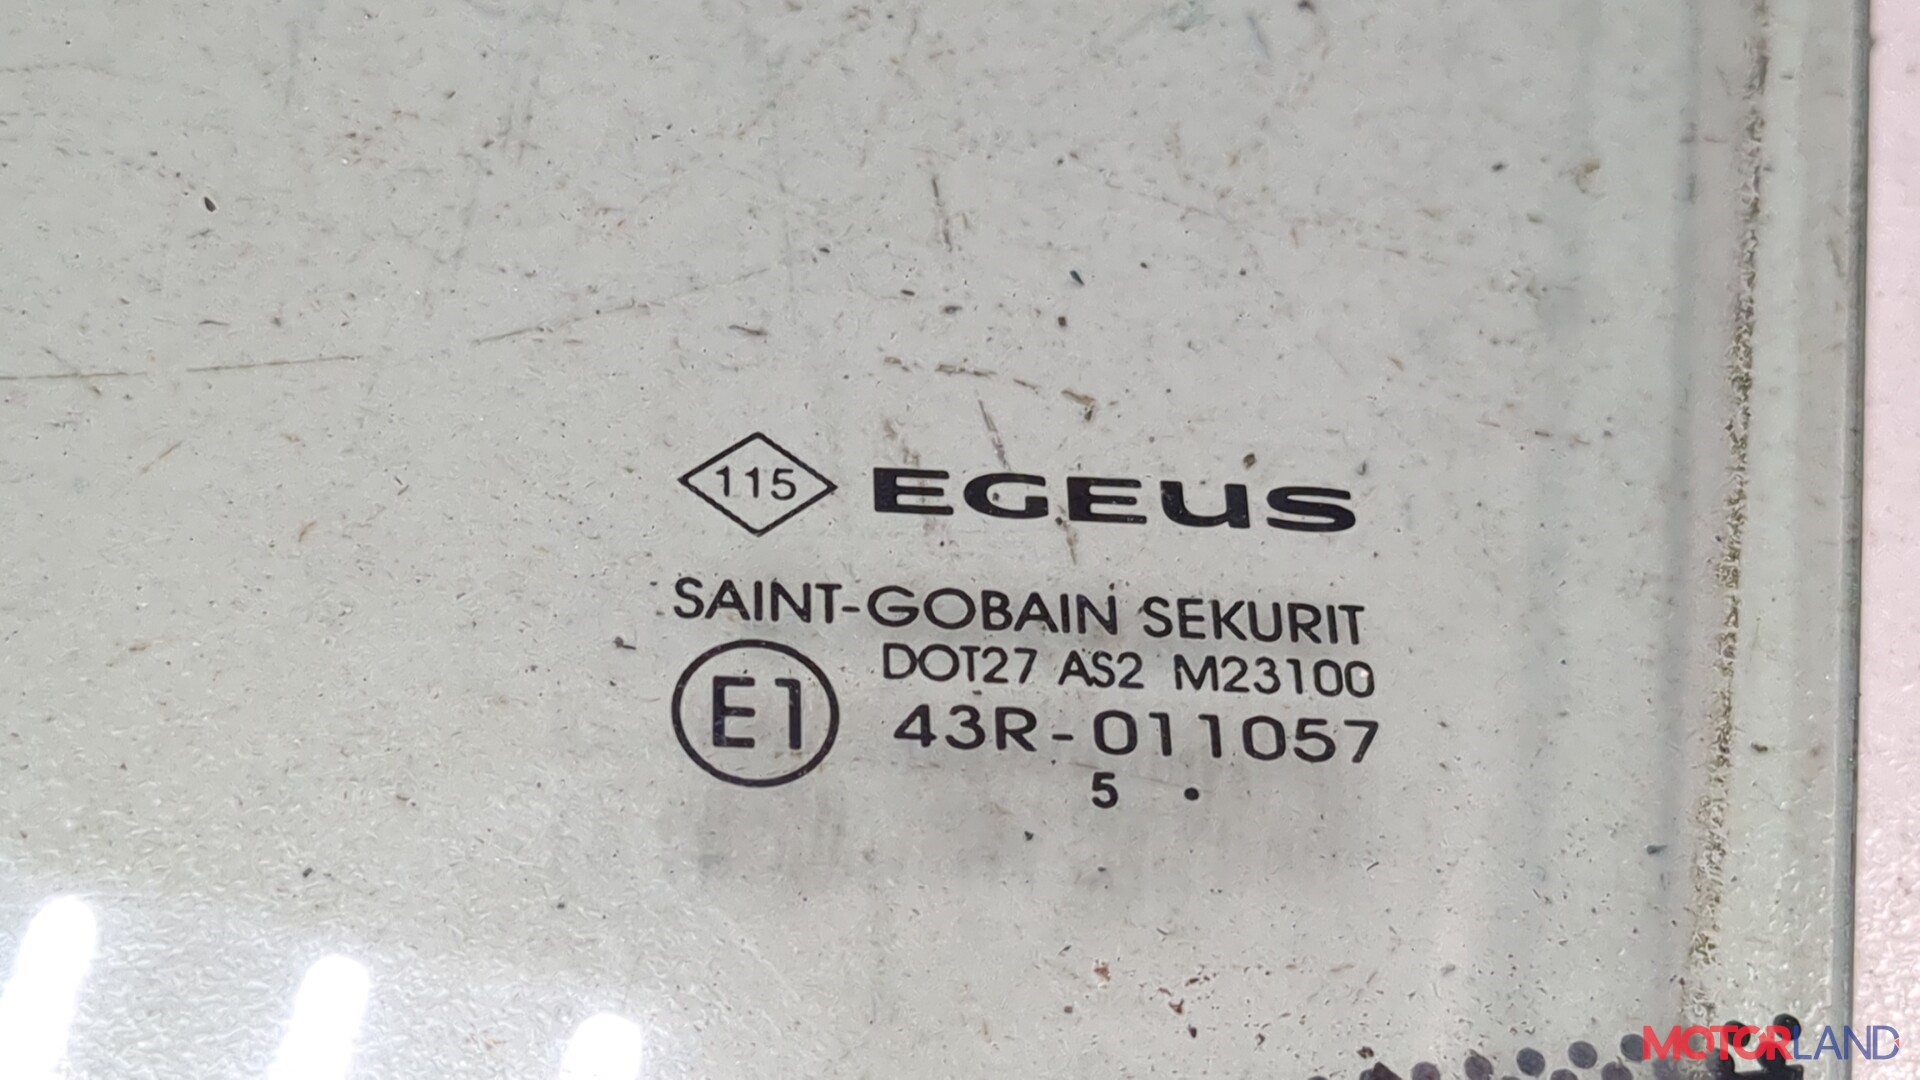 115 EGEUS
SAINT-GOBAIN SEKURIT
DOT27 AS2 M23100
E1 43R-011057
5 .
MOTORLAND